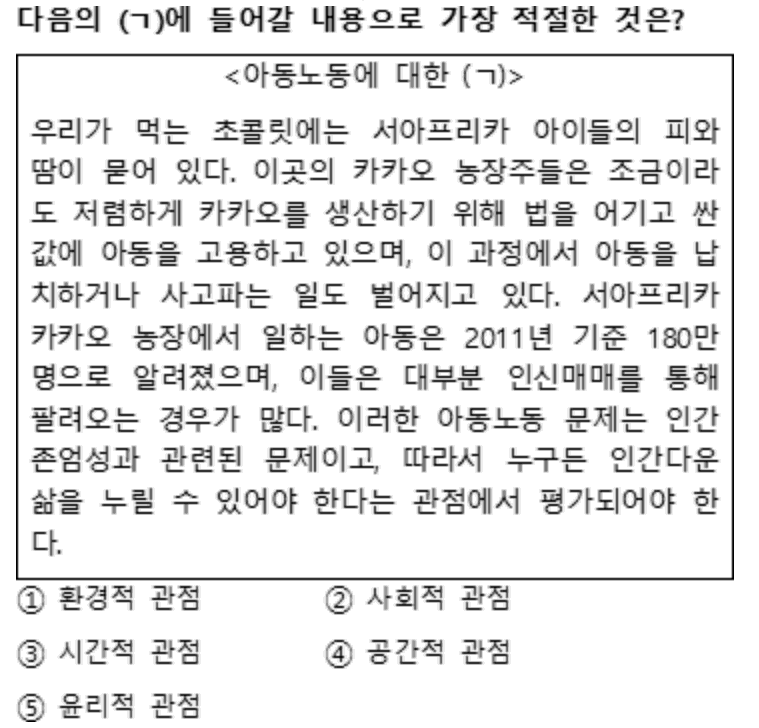 다음의 (ㄱ)에 들어갈 내용으로 가장 적절한 것은?
<아동노동에 대한 (ㄱ)>
우리가 먹는 초콜릿에는 서아프리카 아이들의 피와
땀이 묻어 있다. 이곳의 카카오 농장주들은 조금이라
도 저렴하게 카카오를 생산하기 위해 법을 어기고 싼
값에 아동을 고용하고 있으며, 이 과정에서 아동을 납
치하거나 사고파는 일도 벌어지고 있다. 서아프리카
카카오 농장에서 일하는 아동은 2011년 기준 180만
명으로 알려졌으며, 이들은 대부분 인신매매를 통해
팔려오는 경우가 많다. 이러한 아동노동 문제는 인간
존엄성과 관련된 문제이고, 따라서 누구든 인간다운
삶을 누릴 수 있어야 한다는 관점에서 평가되어야 한
다.
① 환경적 관점 ② 사회적 관점
③ 시간적 관점 ④ 공간적 관점
⑤ 윤리적 관점